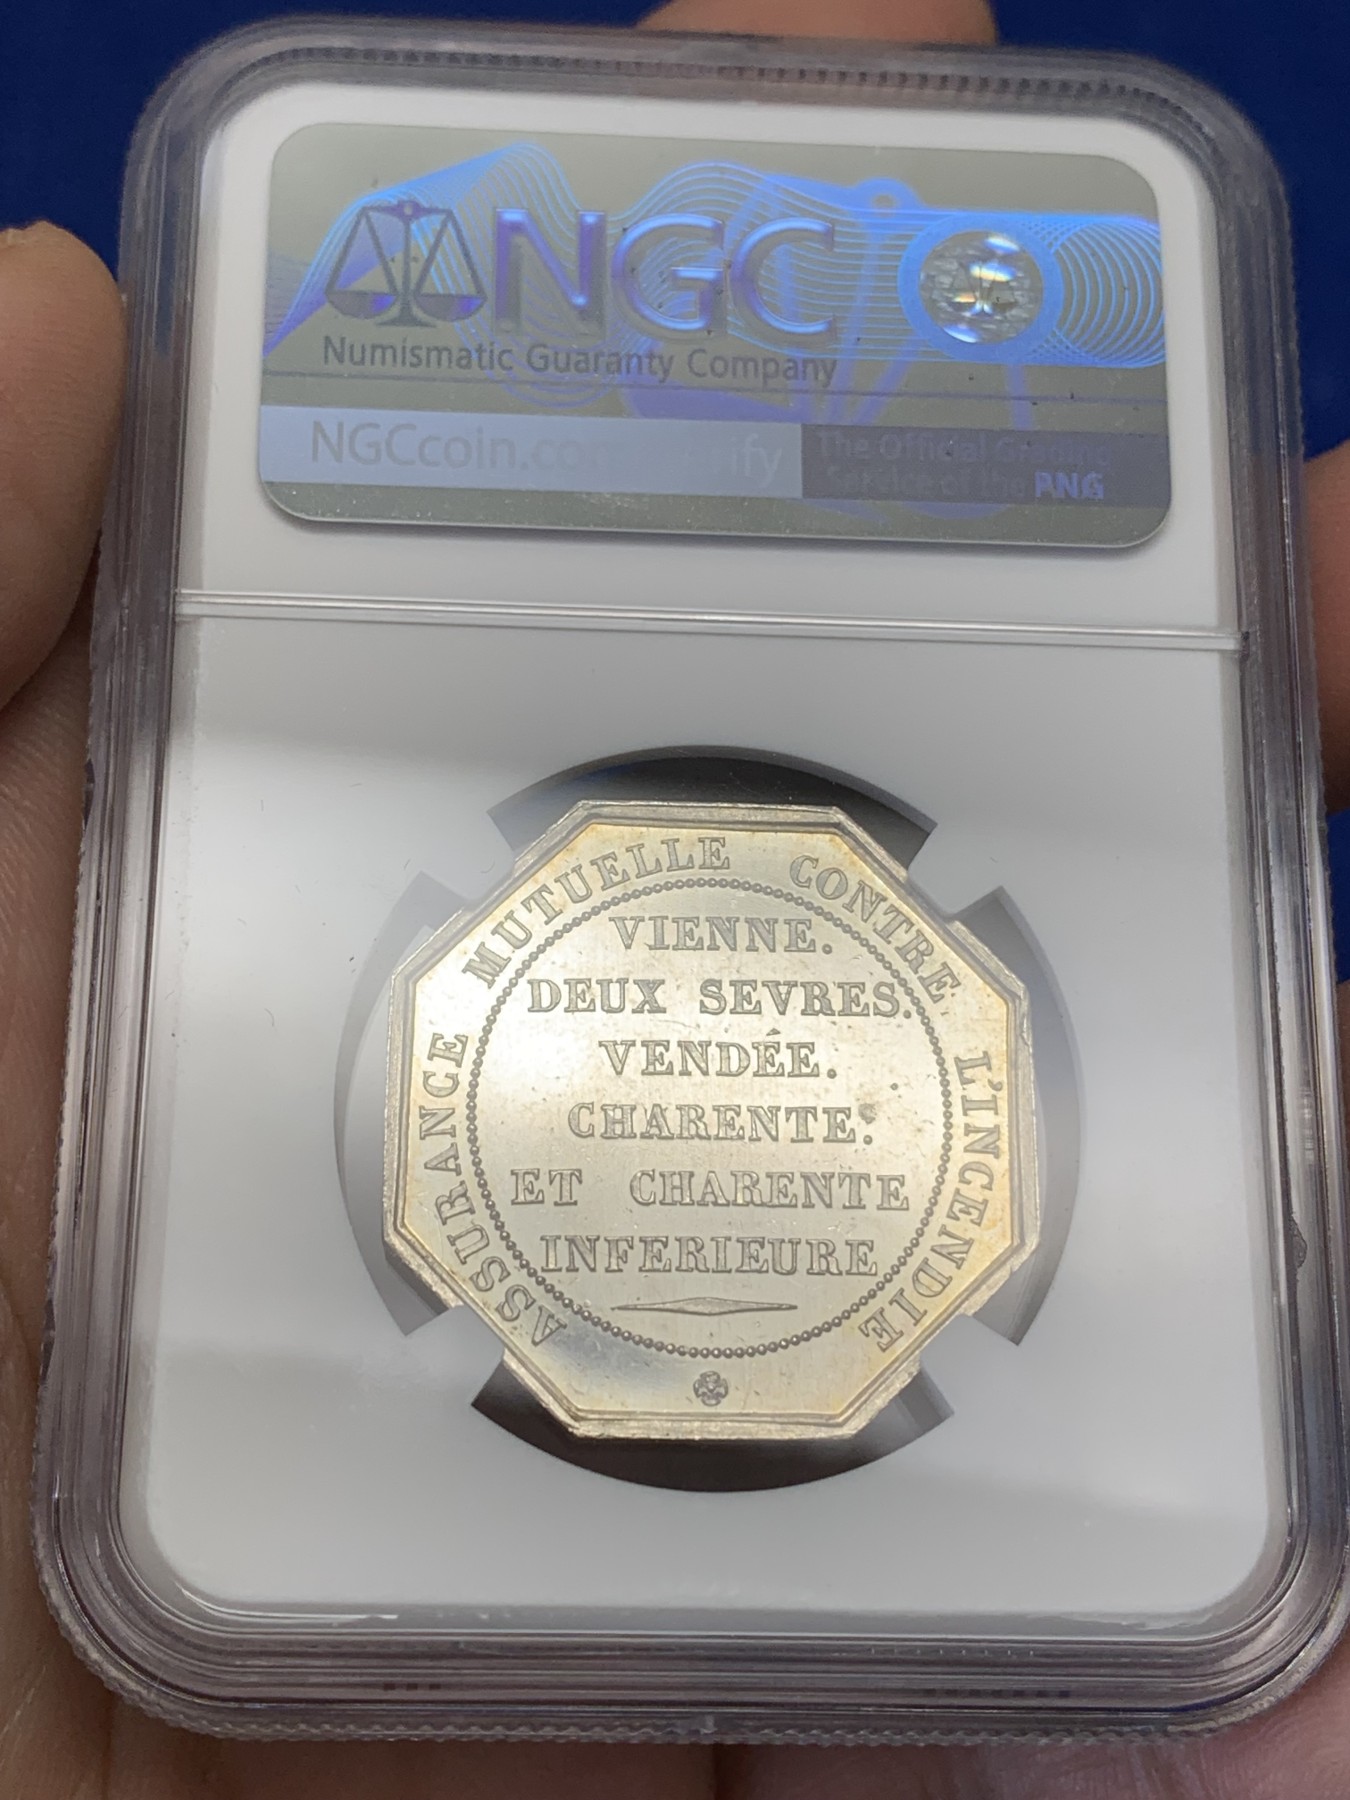 NGC
Numismatic Guaranty Company
NGCcoin.com
The Official Grading
Service of the PNG
ASSURANCE MUTUELLE CONTRE L'INCENDIE
VIENNE.
DEUX SEVRES.
VENDÉE.
CHARENTE.
ET CHARENTE
INFERIEURE